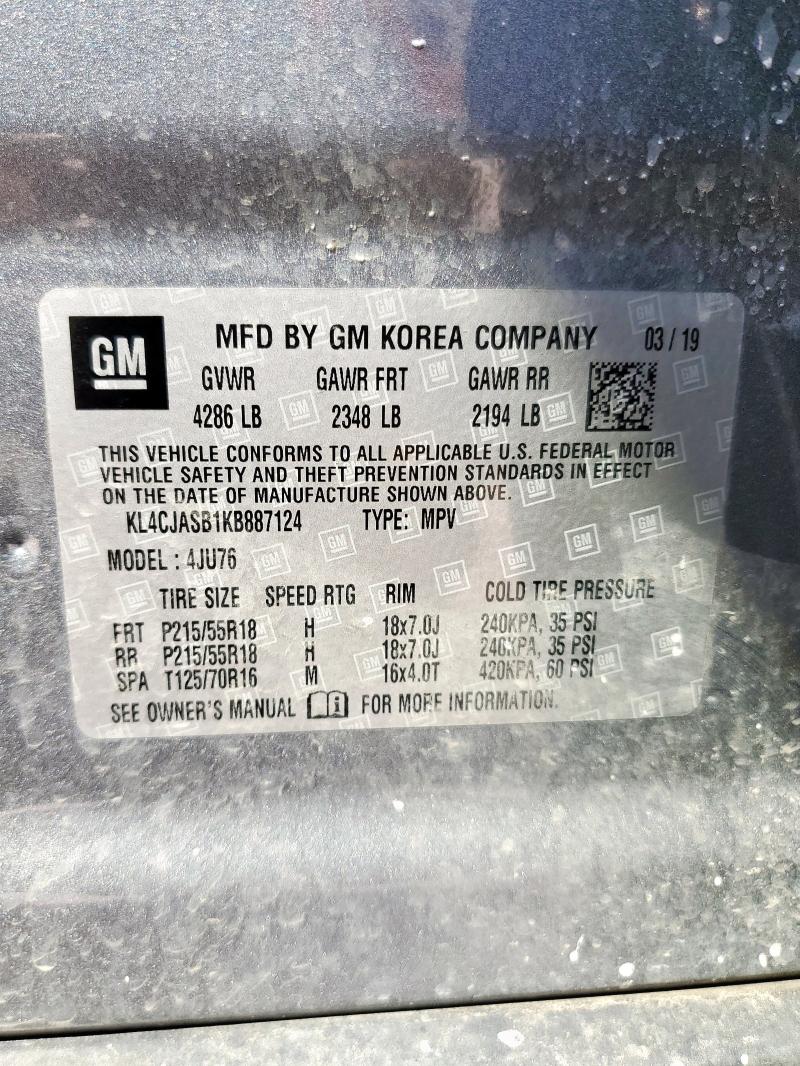 GM
MFD BY GM KOREA COMPANY 03 / 19
GVWR GAWR FRT GAWR RR
4286 LB 2348 LB 2194 LB
THIS VEHICLE CONFORMS TO ALL APPLICABLE U.S. FEDERAL MOTOR
VEHICLE SAFETY AND THEFT PREVENTION STANDARDS IN EFFECT
ON THE DATE OF MANUFACTURE SHOWN ABOVE.
KL4CJASB1KB887124 TYPE: MPV
MODEL : 4JU76
TIRE SIZE SPEED RTG RIM COLD TIRE PRESSURE
FRT P215/55R18 H 18x7.0J 240KPA, 35 PSI
RR P215/55R18 H 18x7.0J 240KPA, 35 PSI
SPA T125/70R16 M 16x4.0T 420KPA, 60 PSI
SEE OWNER'S MANUAL i FOR MORE INFORMATION.